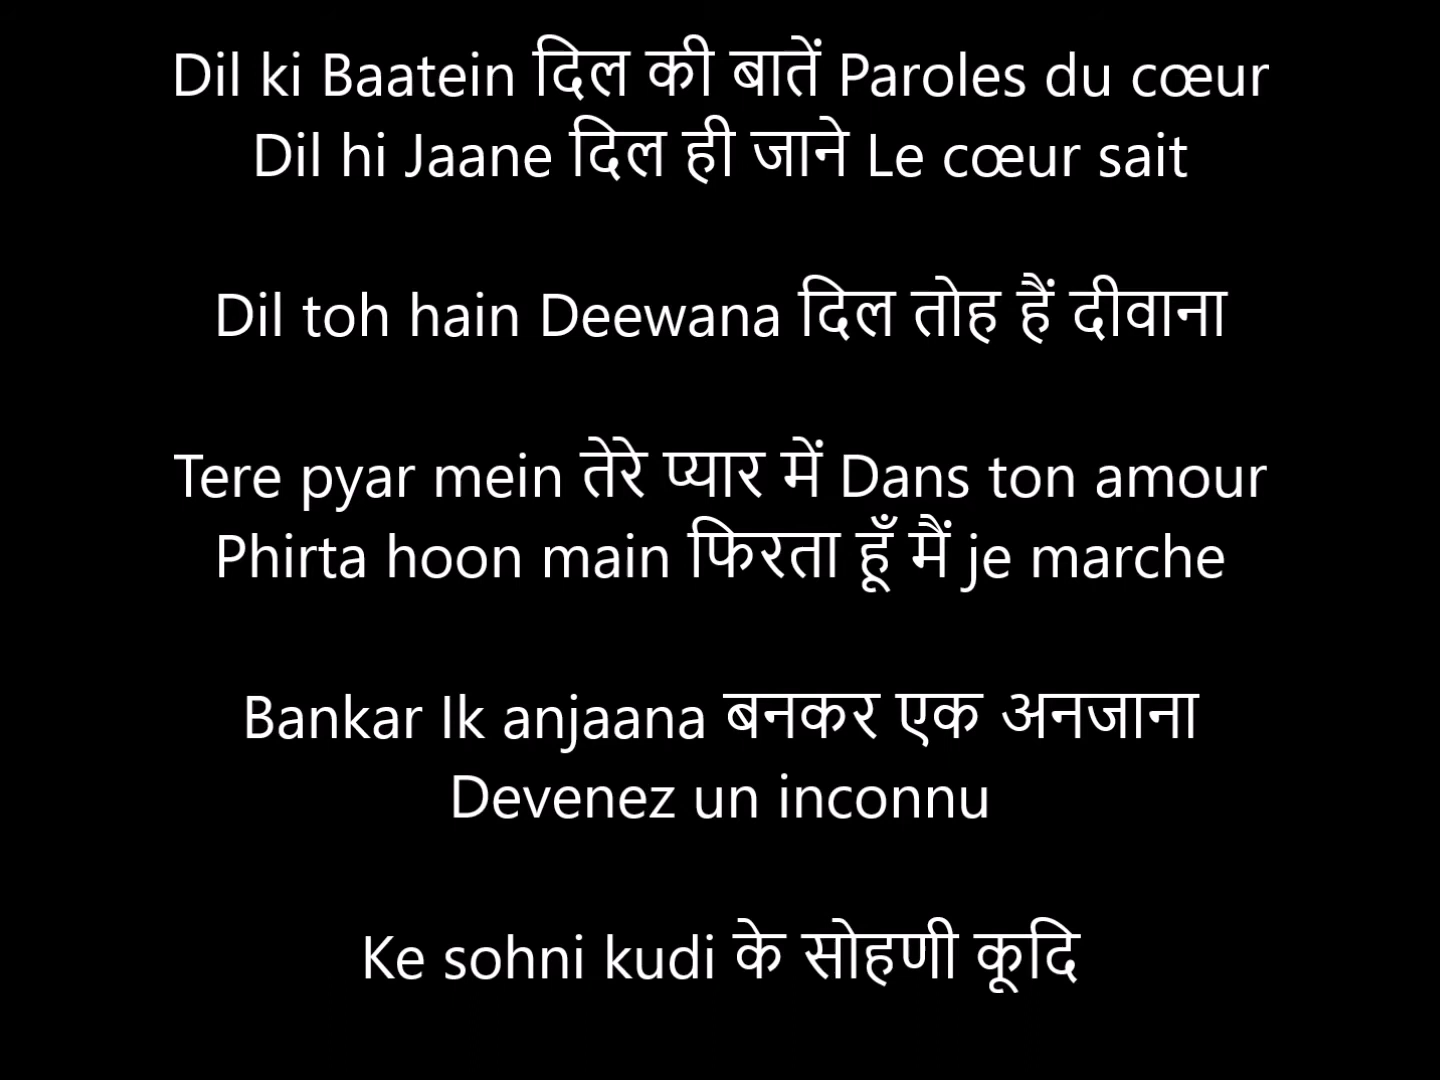 Dil ki Baatein दिल की बातें Paroles du cœur
Dil hi Jaane दिल ही जाने Le cœur sait
Dil toh hain Deewana दिल तोह हैं दीवाना
Tere pyar mein तेरे प्यार में Dans ton amour
Phirta hoon main फिरता हूँ मैं je marche
Bankar Ik anjaana बनकर एक अनजाना
Devenez un inconnu
Ke sohni kudi के सोहणी कूदि